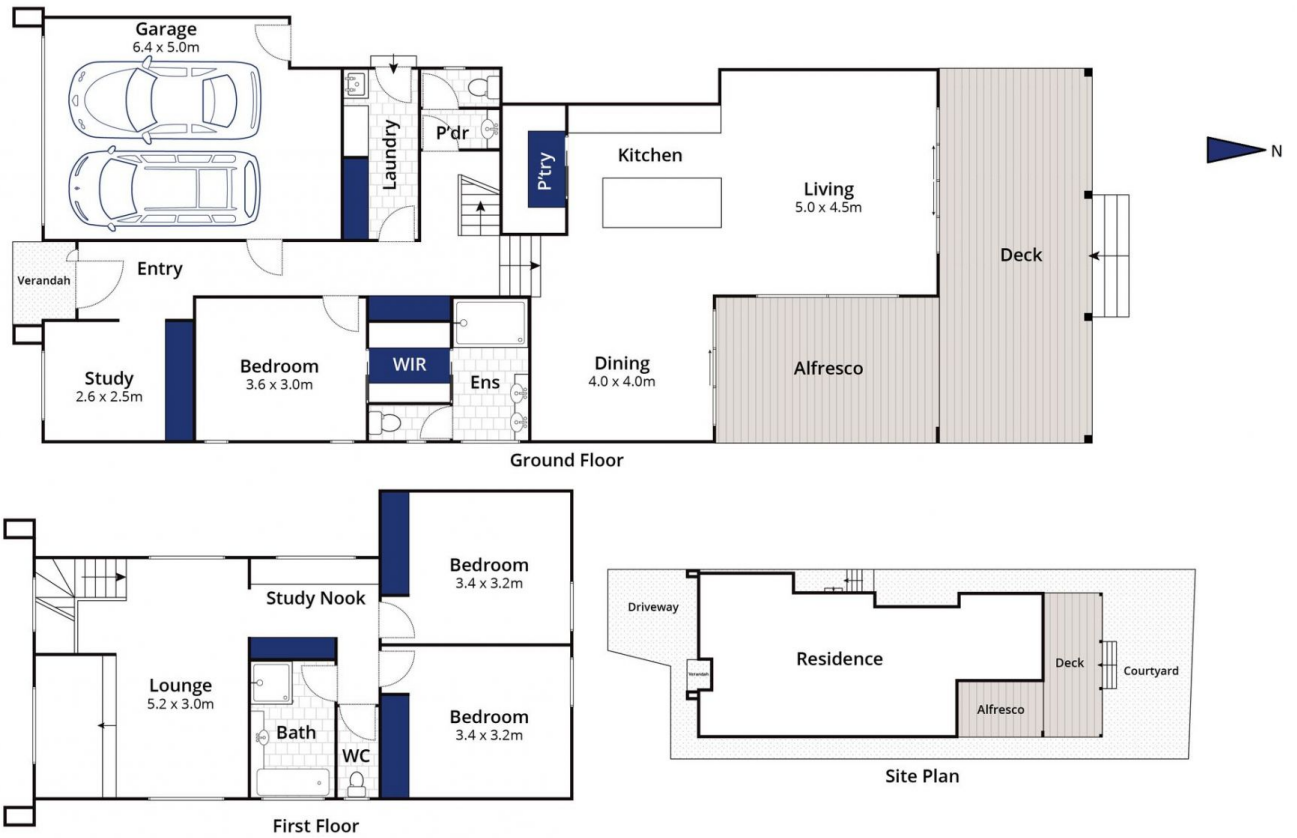 Garage
6.4 x 5.0m
Laundry
P'dr
P'try
Kitchen
Living
5.0 x 4.5m
Deck
N
Verandah
Entry
Study
2.6 x 2.5m
Bedroom
3.6 x 3.0m
WIR
Ens
Dining
4.0 x 4.0m
Alfresco
Ground Floor
Study Nook
Bedroom
3.4 x 3.2m
Lounge
5.2 x 3.0m
Bath
WC
Bedroom
3.4 x 3.2m
First Floor
Driveway
Residence
Verandah
Deck
Courtyard
Alfresco
Site Plan